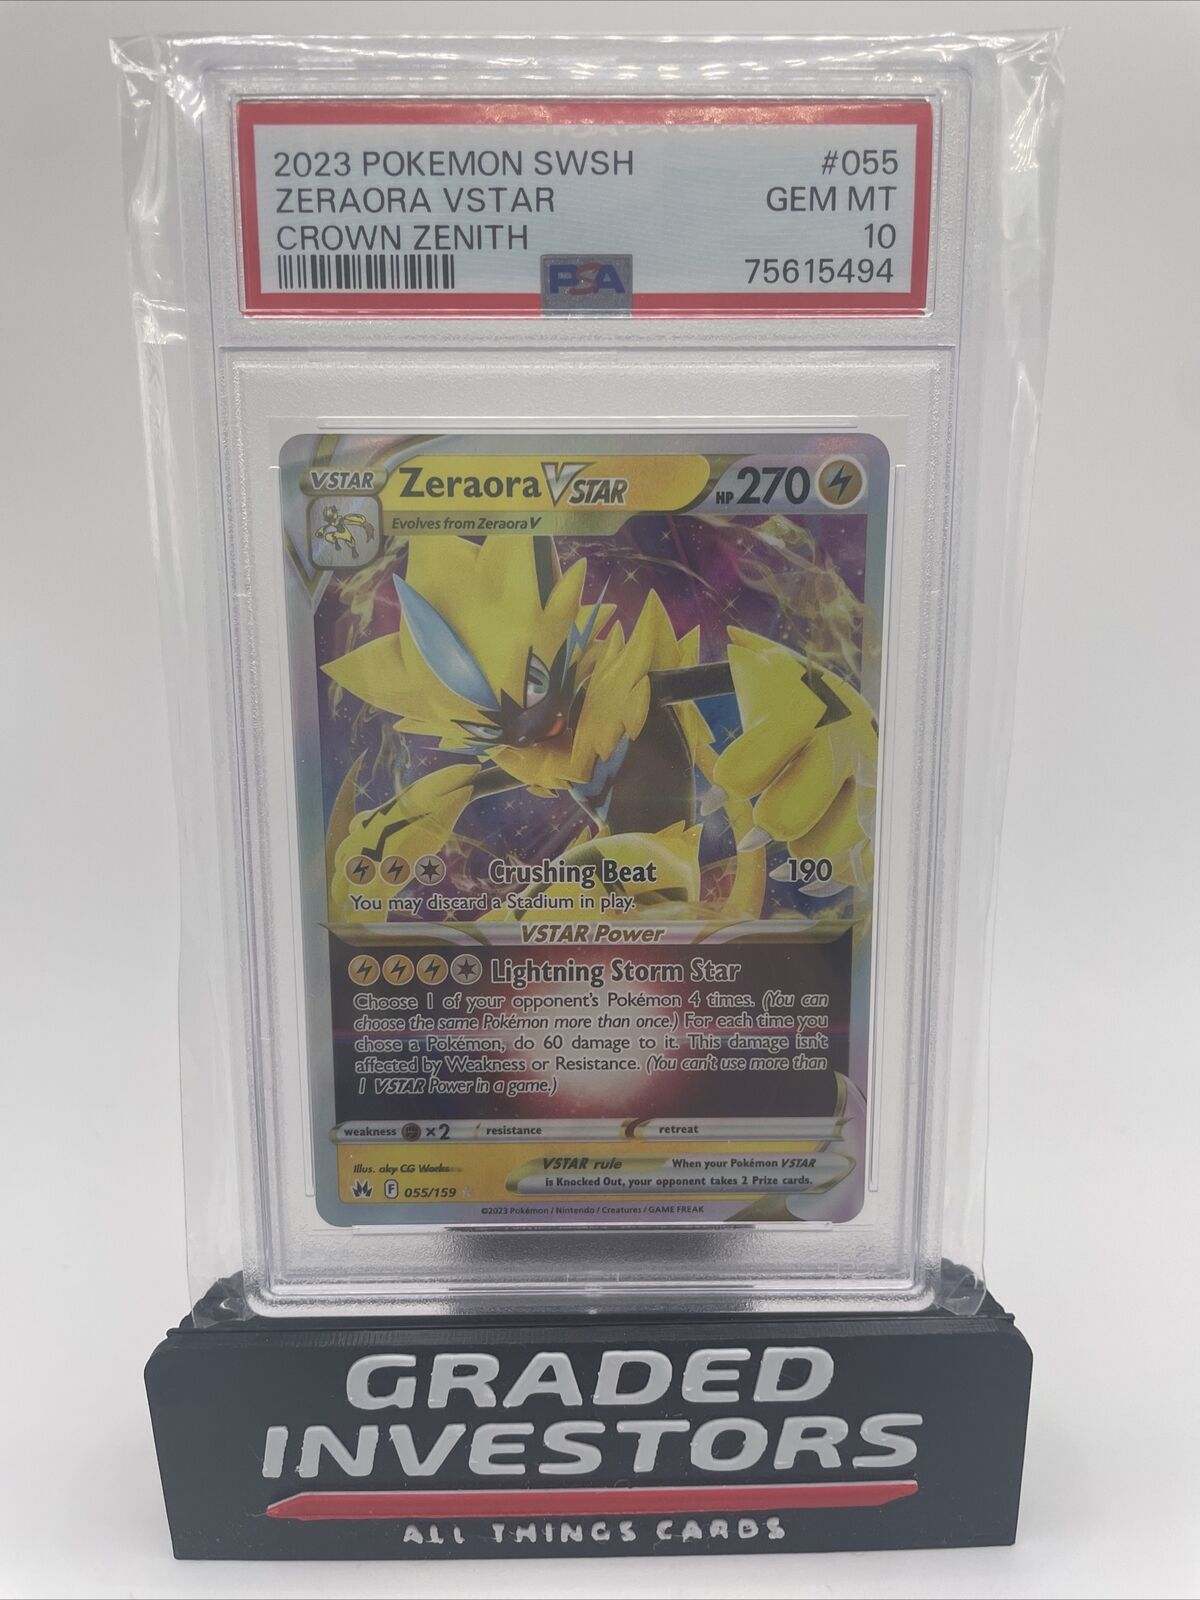 2023 POKEMON SWSH #055
ZERAORA VSTAR GEM MT
CROWN ZENITH 10
PSA 75615494
VSTAR Zeraora VSTAR HP 270
Evolves from Zeraora V
Crushing Beat 190
You may discard a Stadium in play.
VSTAR Power
Lightning Storm Star
Choose 1 of your opponent's Pokémon 4 times. (You can
choose the same Pokémon more than once.) For each time you
chose a Pokémon, do 60 damage to it. This damage isn't
affected by Weakness or Resistance. (You can't use more than
1 VSTAR Power in a game.)
weakness ×2 resistance retreat
Illus. aky CG Works
VSTAR rule When your Pokémon VSTAR
is Knocked Out, your opponent takes 2 Prize cards.
F 055/159
©2023 Pokémon / Nintendo / Creatures / GAME FREAK
GRADED
INVESTORS
ALL THINGS CARDS